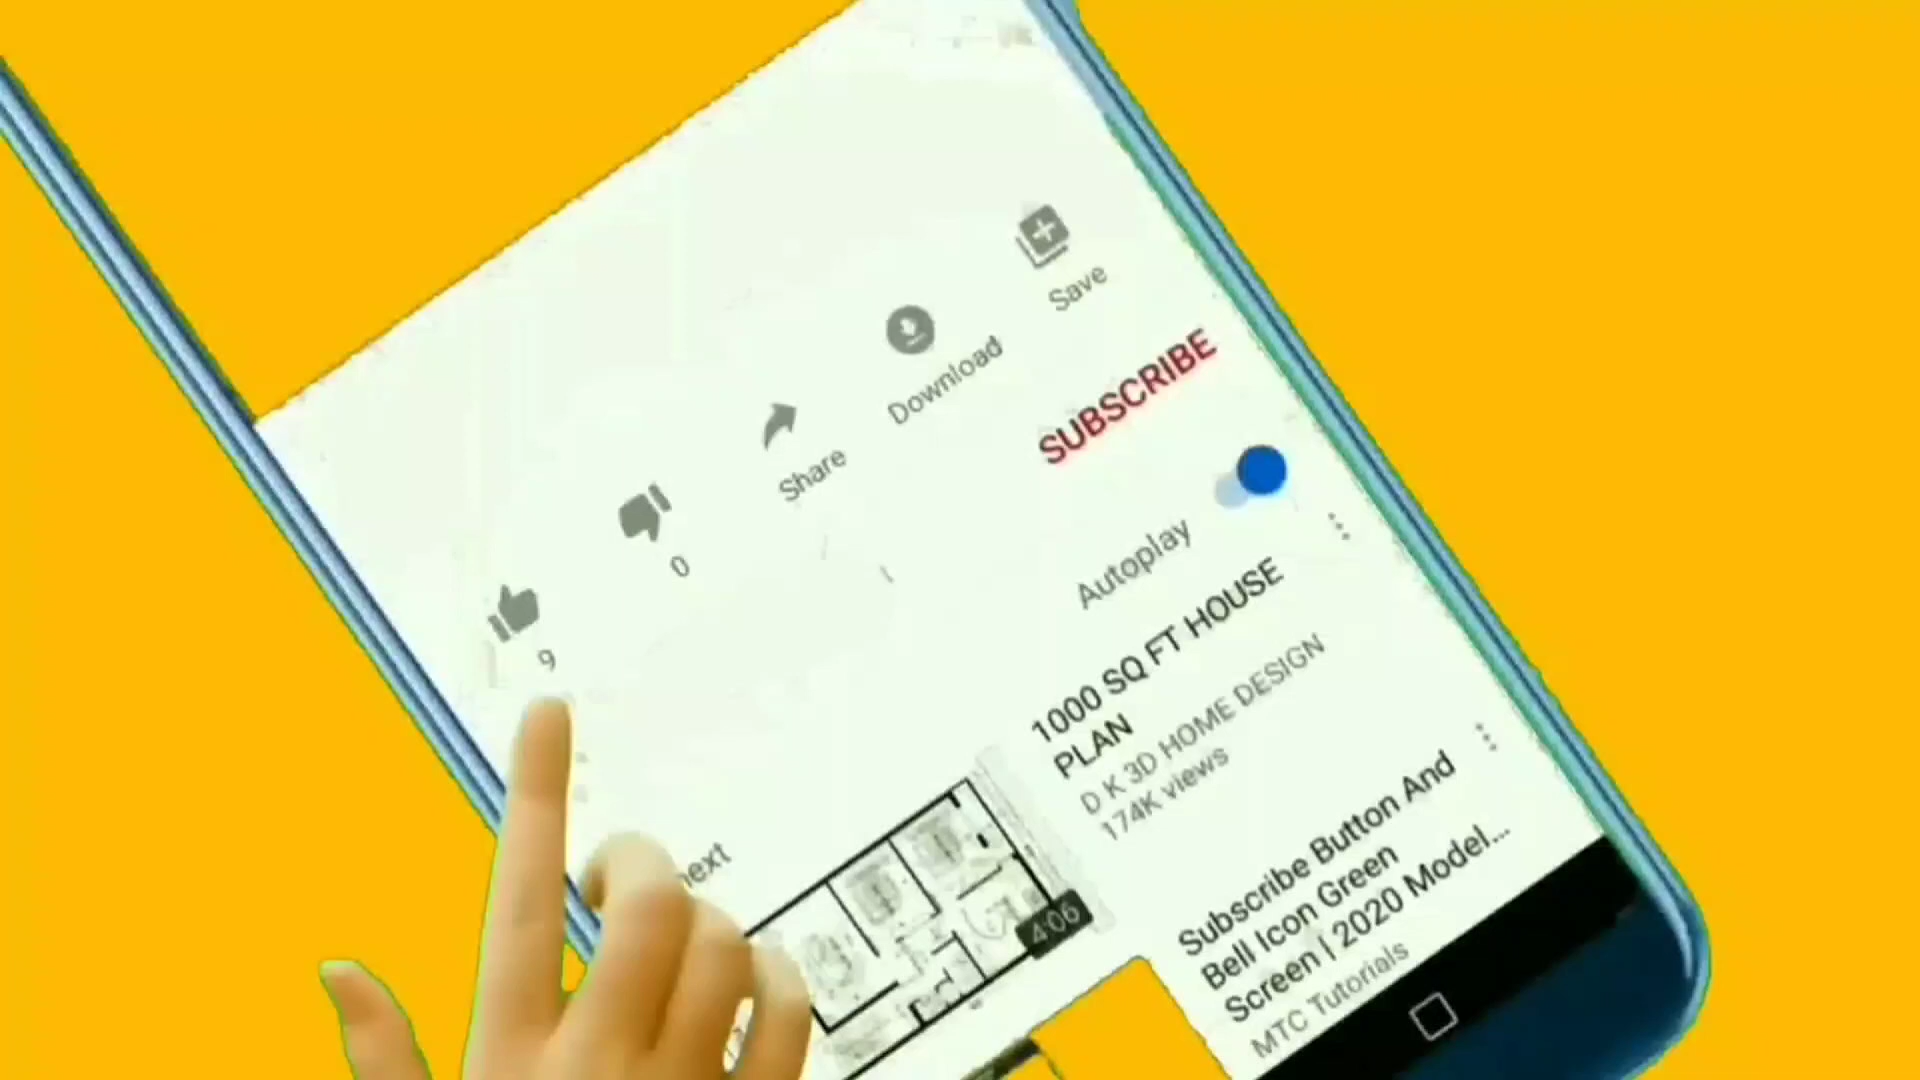 Save
Download
Share
0
9
SUBSCRIBE
Autoplay
next
1000 SQ FT HOUSE
PLAN
D K 3D HOME DESIGN
174K views
4:06
Subscribe Button And
Bell Icon Green
Screen | 2020 Model...
MTC Tutorials